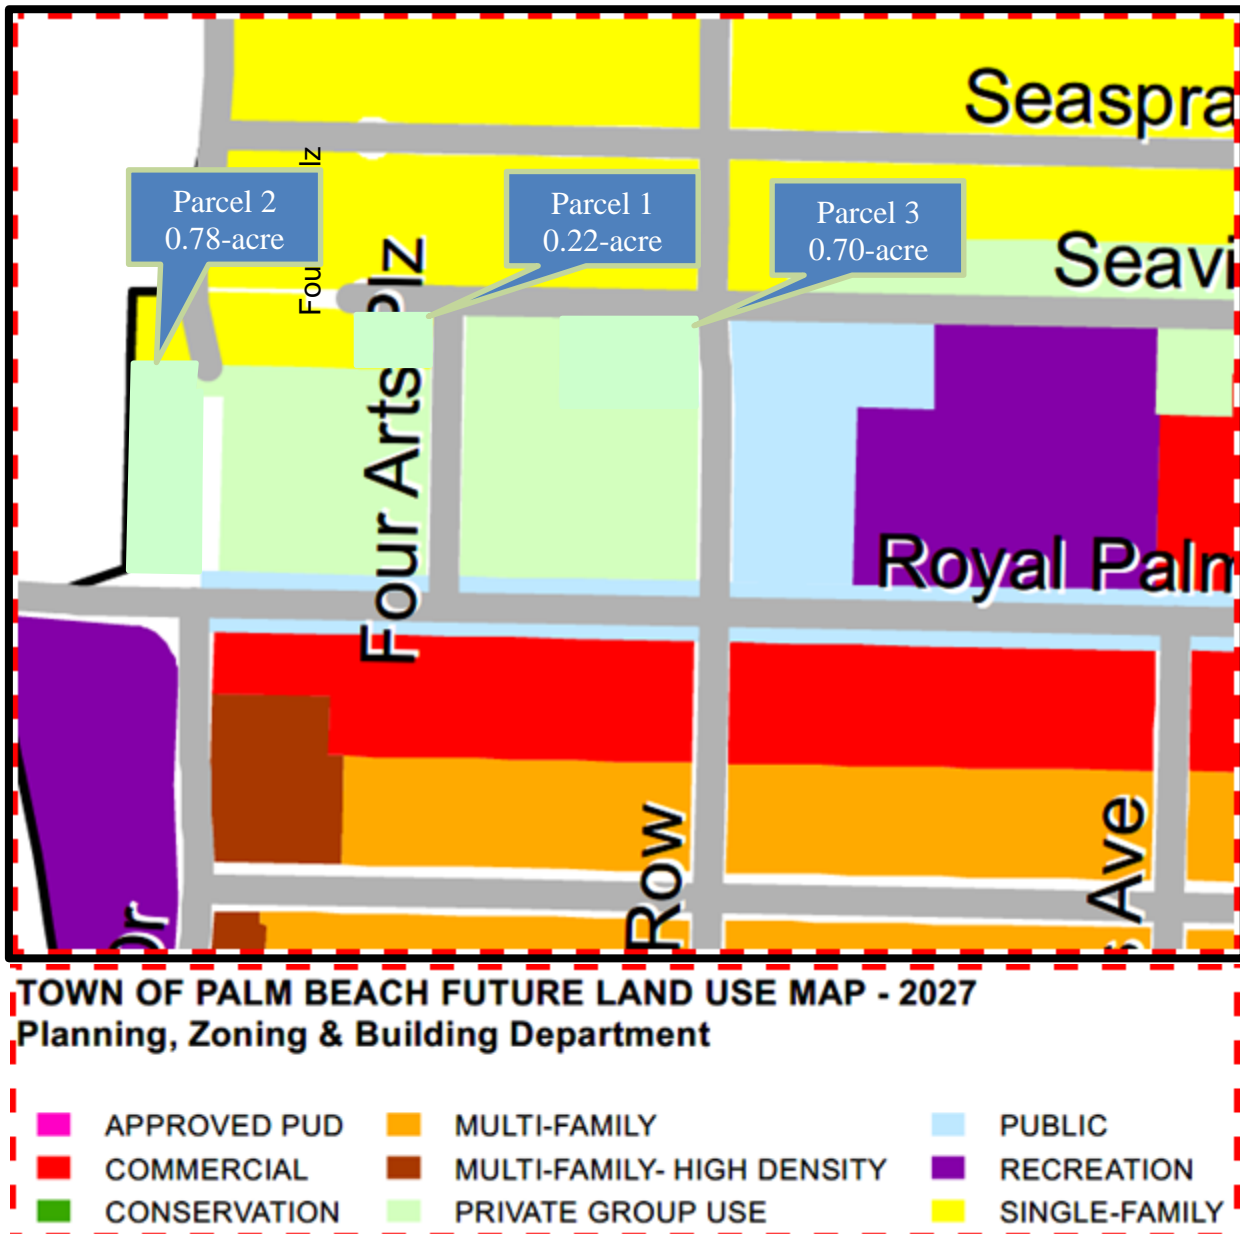 Seaspra
Four Arts Plz
Parcel 2
0.78-acre
Parcel 1
0.22-acre
Parcel 3
0.70-acre
Seavi
Fou
lz
Royal Palm
Row
s Ave
Dr
TOWN OF PALM BEACH FUTURE LAND USE MAP - 2027
Planning, Zoning & Building Department
APPROVED PUD
MULTI-FAMILY
PUBLIC
COMMERCIAL
MULTI-FAMILY- HIGH DENSITY
RECREATION
CONSERVATION
PRIVATE GROUP USE
SINGLE-FAMILY